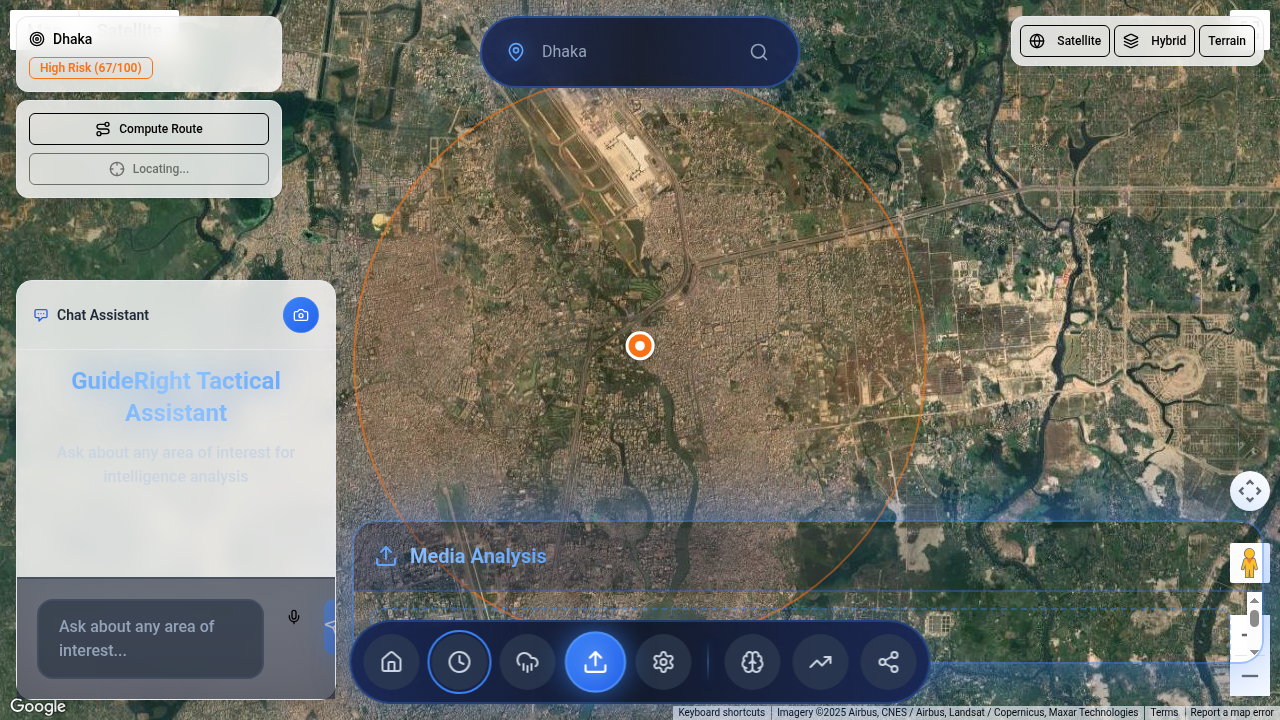 Dhaka
High Risk (67/100)
Compute Route
Locating...
Dhaka
Satellite
Hybrid
Terrain
Chat Assistant
GuideRight Tactical
Assistant
Ask about any area of interest for
intelligence analysis
Ask about any area of
interest...
Media Analysis
Google
Keyboard shortcuts
Imagery ©2025 Airbus, CNES / Airbus, Landsat / Copernicus, Maxar Technologies
Terms
Report a map error